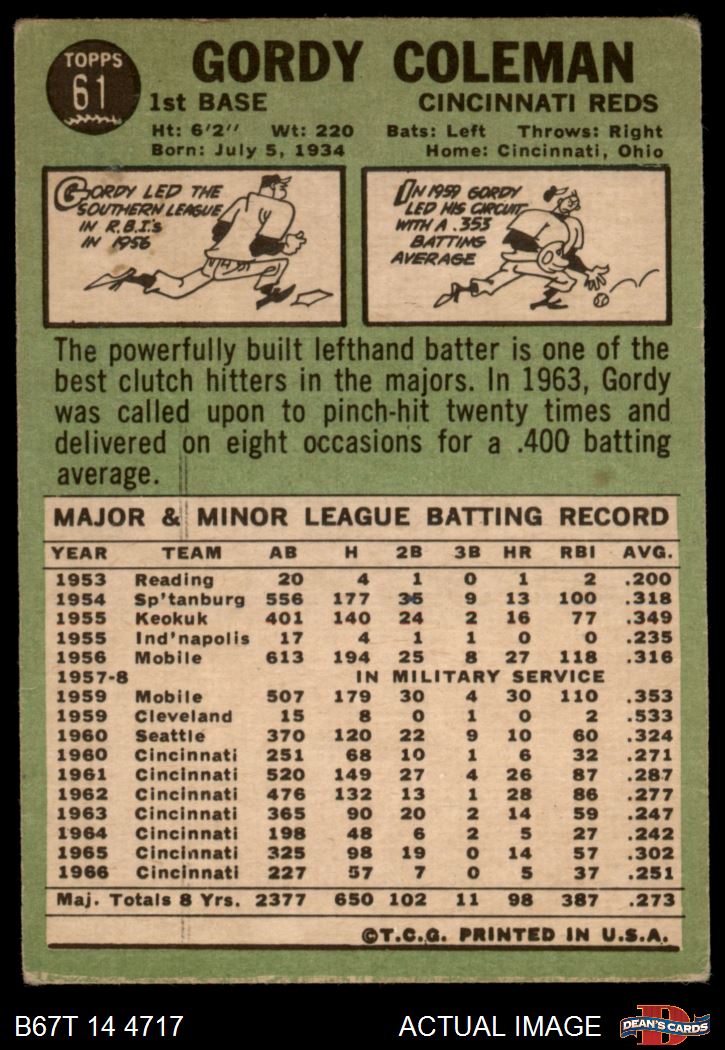 TOPPS
61
GORDY COLEMAN
1st BASE CINCINNATI REDS
Ht: 6'2" Wt: 220 Bats: Left Throws: Right
Born: July 5, 1934 Home: Cincinnati, Ohio
GORDY LED THE
SOUTHERN LEAGUE
IN R.B.I.'s
IN 1956
IN 1959 GORDY
LED HIS CIRCUIT
WITH A .353
BATTING
AVERAGE
The powerfully built lefthand batter is one of the
best clutch hitters in the majors. In 1963, Gordy
was called upon to pinch-hit twenty times and
delivered on eight occasions for a .400 batting
average.
MAJOR & MINOR LEAGUE BATTING RECORD
YEAR TEAM AB H 2B 3B HR RBI AVG.
1953 Reading 20 4 1 0 1 2 .200
1954 Sp'tanburg 556 177 35 9 13 100 .318
1955 Keokuk 401 140 24 2 16 77 .349
1955 Ind'napolis 17 4 1 1 0 0 .235
1956 Mobile 613 194 25 8 27 118 .316
1957-8 IN MILITARY SERVICE
1959 Mobile 507 179 30 4 30 110 .353
1959 Cleveland 15 8 0 1 0 2 .533
1960 Seattle 370 120 22 9 10 60 .324
1960 Cincinnati 251 68 10 1 6 32 .271
1961 Cincinnati 520 149 27 4 26 87 .287
1962 Cincinnati 476 132 13 1 28 86 .277
1963 Cincinnati 365 90 20 2 14 59 .247
1964 Cincinnati 198 48 6 2 5 27 .242
1965 Cincinnati 325 98 19 0 14 57 .302
1966 Cincinnati 227 57 7 0 5 37 .251
Maj. Totals 8 Yrs. 2377 650 102 11 98 387 .273
©T.C.G. PRINTED IN U.S.A.
B67T 14 4717 ACTUAL IMAGE DEAN'S CARDS